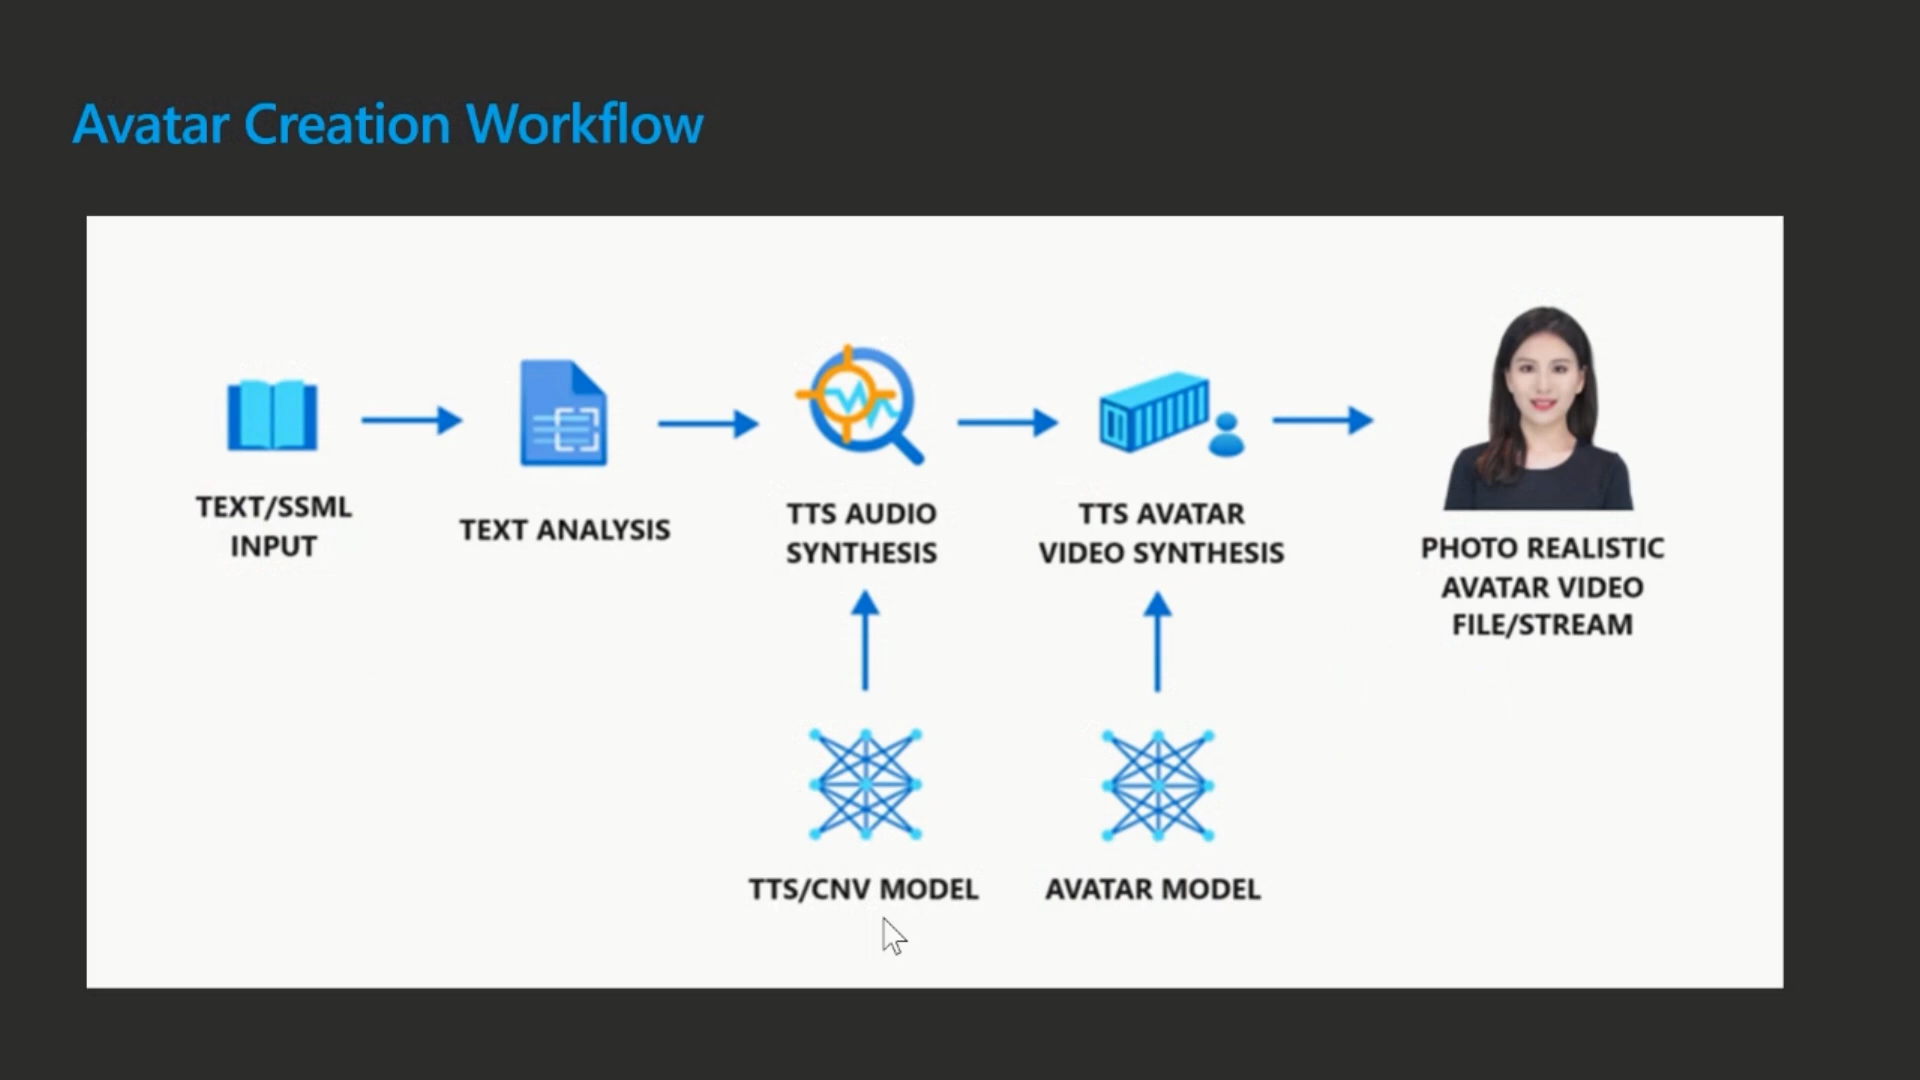 Avatar Creation Workflow
TEXT/SSML
INPUT
TEXT ANALYSIS
TTS AUDIO
SYNTHESIS
TTS AVATAR
VIDEO SYNTHESIS
PHOTO REALISTIC
AVATAR VIDEO
FILE/STREAM
TTS/CNV MODEL
AVATAR MODEL